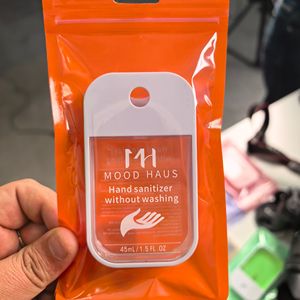 MH
MOOD HAUS
Hand sanitizer
without washing
45ml/1.5 FL OZ